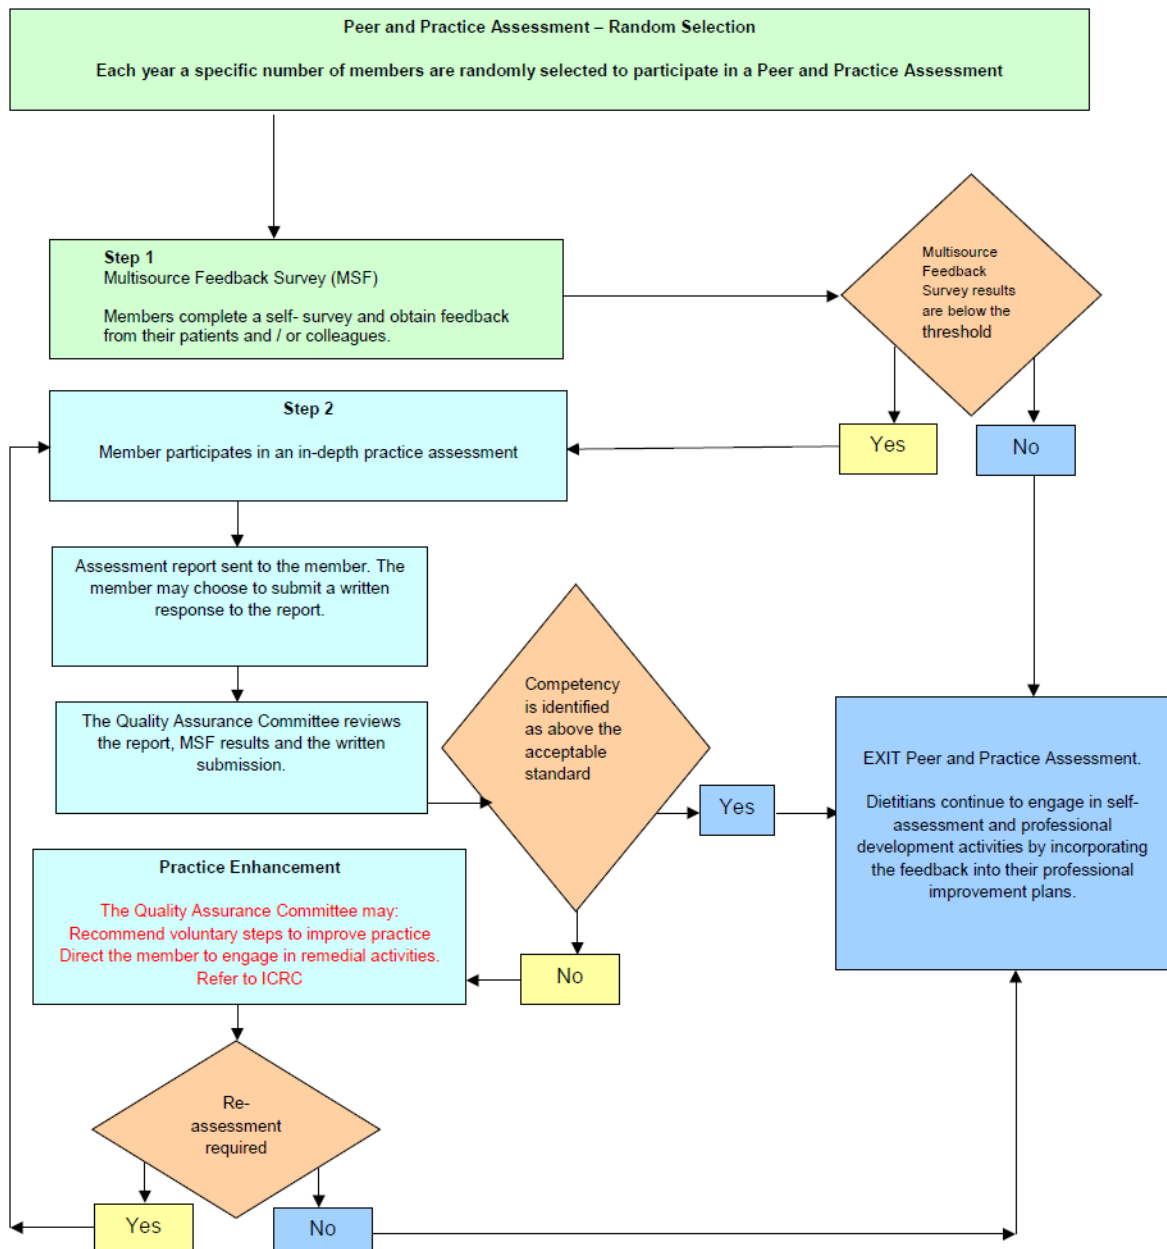 Peer and Practice Assessment – Random Selection
Each year a specific number of members are randomly selected to participate in a Peer and Practice Assessment
Step 1
Multisource Feedback Survey (MSF)
Members complete a self- survey and obtain feedback
from their patients and / or colleagues.
Multisource
Feedback
Survey results
are below the
threshold
Yes
No
Step 2
Member participates in an in-depth practice assessment
Assessment report sent to the member. The
member may choose to submit a written
response to the report.
The Quality Assurance Committee reviews
the report, MSF results and the written
submission.
Competency
is identified
as above the
acceptable
standard
Yes
No
EXIT Peer and Practice Assessment.
Dietitians continue to engage in self-
assessment and professional
development activities by incorporating
the feedback into their professional
improvement plans.
Practice Enhancement
The Quality Assurance Committee may:
Recommend voluntary steps to improve practice
Direct the member to engage in remedial activities.
Refer to ICRC
Re-
assessment
required
Yes
No